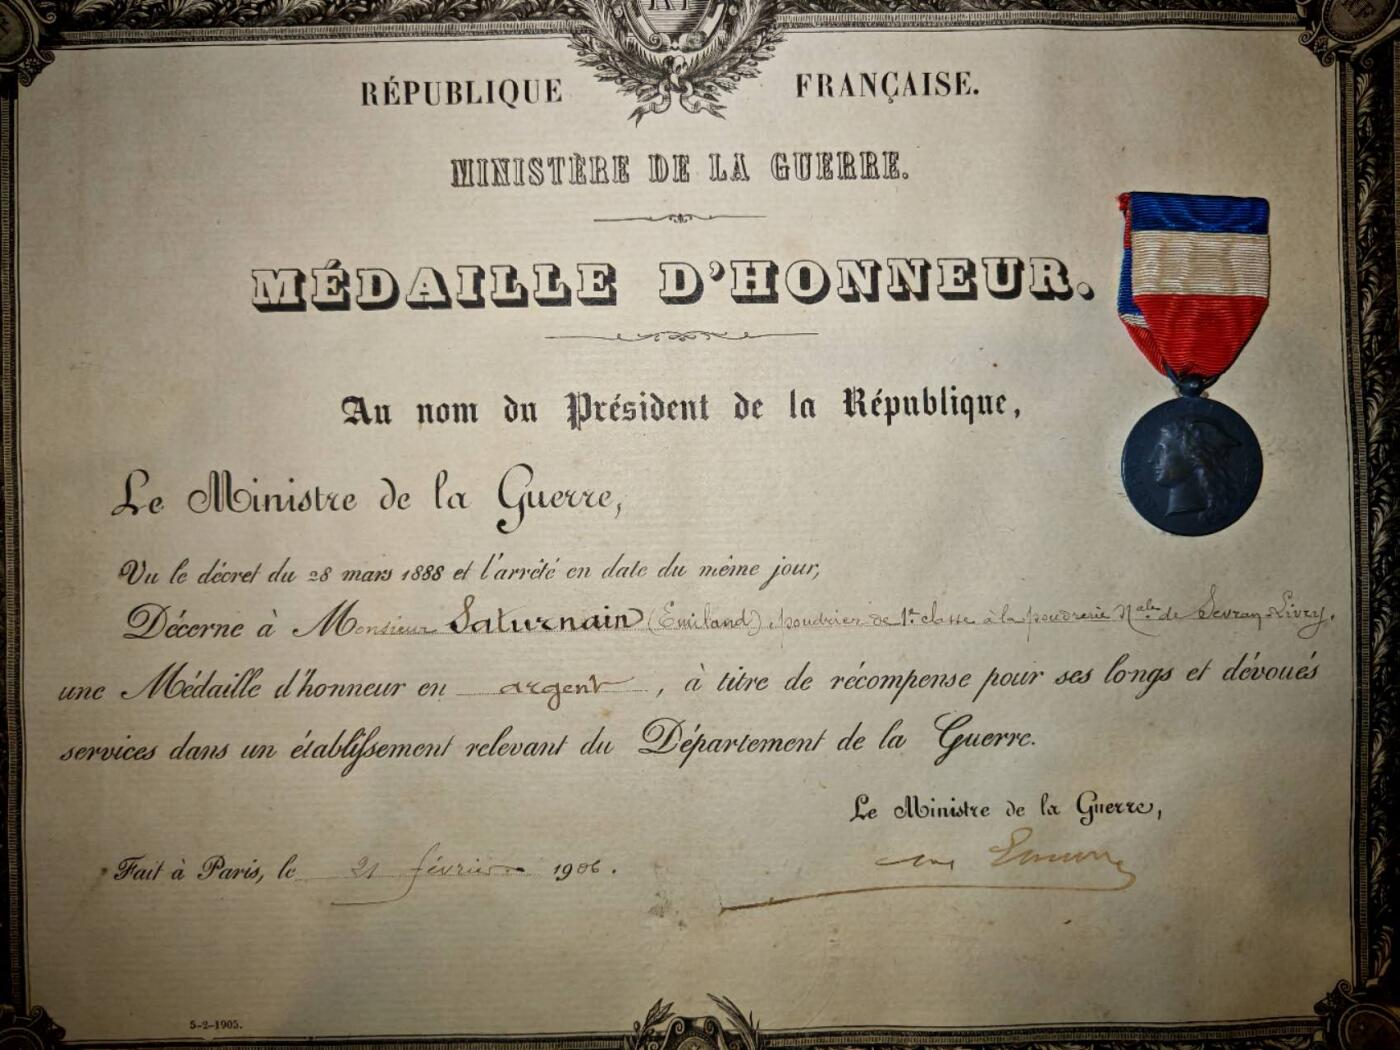 RF
RÉPUBLIQUE FRANÇAISE.
MINISTÈRE DE LA GUERRE.
MÉDAILLE D'HONNEUR.
Au nom du Président de la République,
Le Ministre de la Guerre,
Vu le décret du 28 mars 1888 et l'arrêté en date du même jour,
Décerne à Monsieur Saturnain (Emiland), poudrier de 1re classe à la poudrerie Nale de Sevran-Livry,
une Médaille d'honneur en argent, à titre de récompense pour ses longs et dévoués
services dans un établissement relevant du Département de la Guerre.
Le Ministre de la Guerre,
Fait à Paris, le 21 février 1906.
5-2-1905.